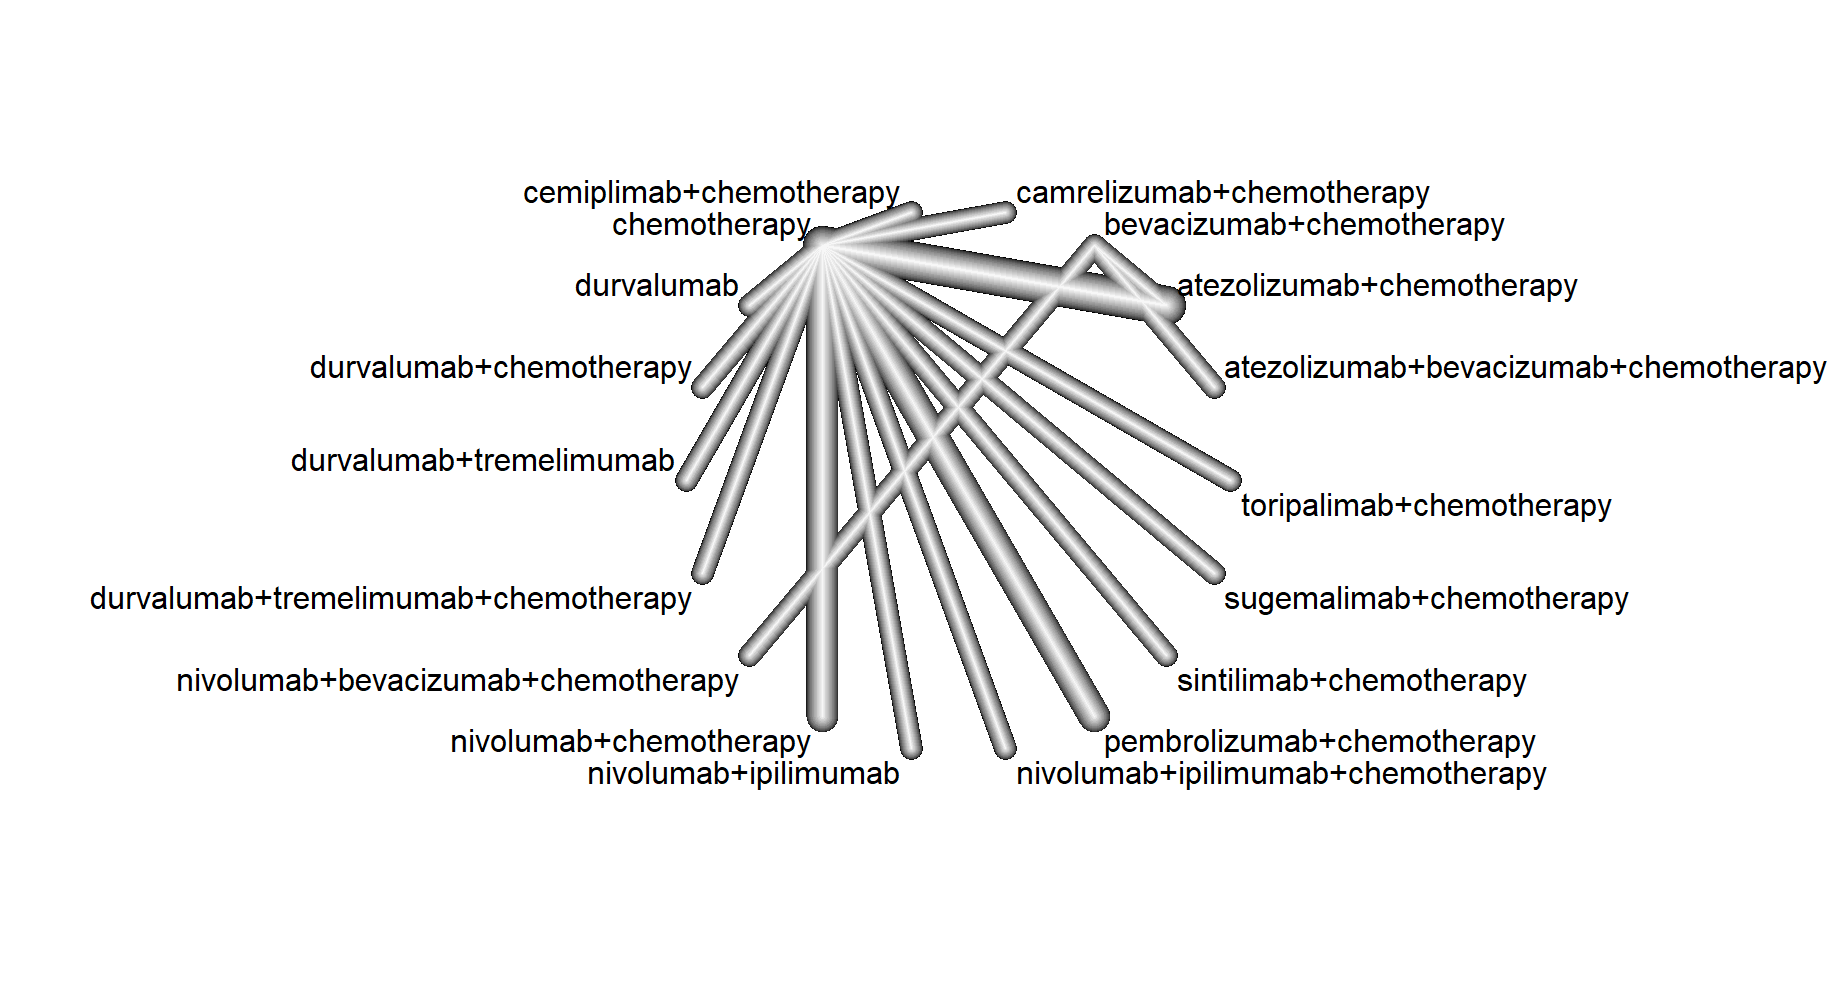 cemiplimab+chemotherapy
camrelizumab+chemotherapy
chemotherapy
bevacizumab+chemotherapy
durvalumab
atezolizumab+chemotherapy
durvalumab+chemotherapy
atezolizumab+bevacizumab+chemotherapy
durvalumab+tremelimumab
toripalimab+chemotherapy
durvalumab+tremelimumab+chemotherapy
sugemalimab+chemotherapy
nivolumab+bevacizumab+chemotherapy
sintilimab+chemotherapy
nivolumab+chemotherapy
pembrolizumab+chemotherapy
nivolumab+ipilimumab
nivolumab+ipilimumab+chemotherapy